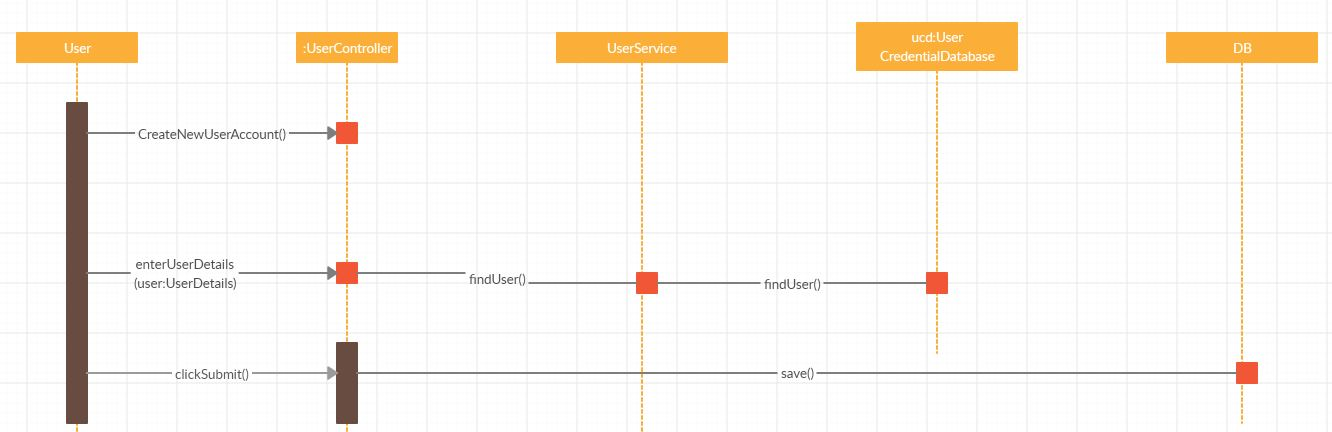 User
:UserController
UserService
ucd:User
CredentialDatabase
DB
CreateNewUserAccount()
enterUserDetails
(user:UserDetails)
findUser()
findUser()
clickSubmit()
save()